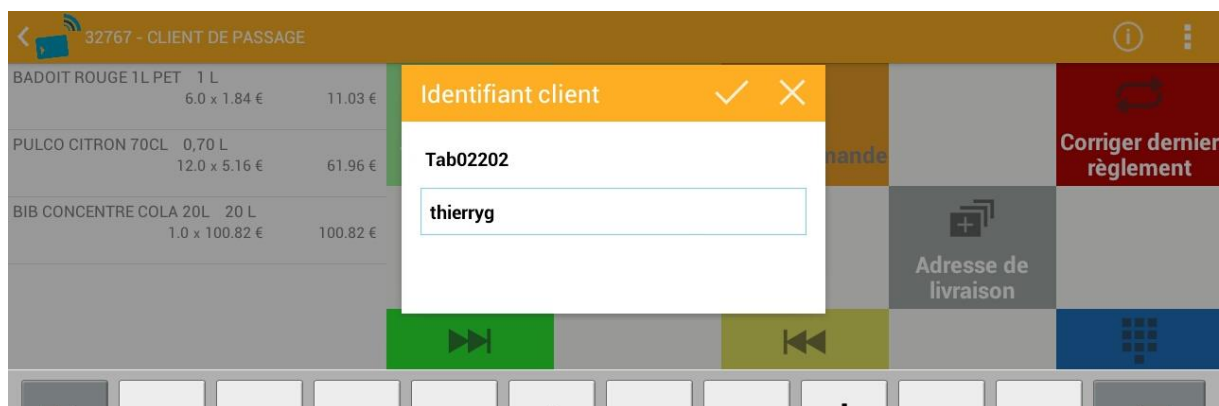 32767 - CLIENT DE PASSAGE
BADOIT ROUGE 1L PET 1 L
6.0 x 1.84 € 11.03 €
PULCO CITRON 70CL 0,70 L
12.0 x 5.16 € 61.96 €
BIB CONCENTRE COLA 20L 20 L
1.0 x 100.82 € 100.82 €
Identifiant client
Tab02202
thierryg
mande
Corriger dernier
règlement
Adresse de
livraison